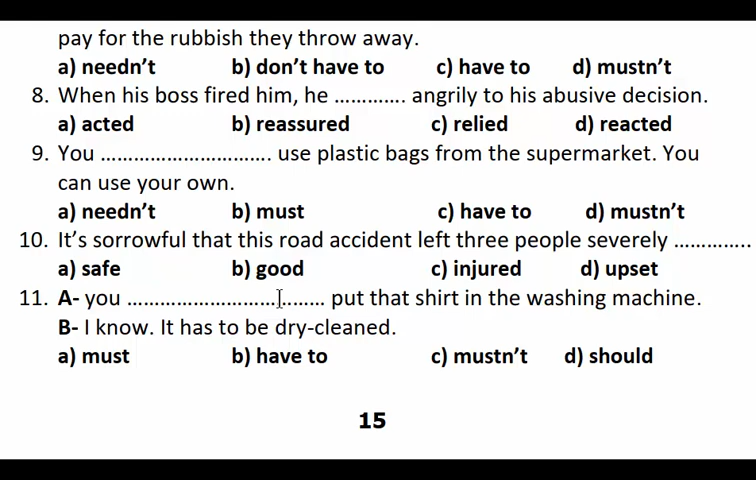 pay for the rubbish they throw away.
a) needn't b) don't have to c) have to d) mustn't
8. When his boss fired him, he ............. angrily to his abusive decision.
a) acted b) reassured c) relied d) reacted
9. You .............................. use plastic bags from the supermarket. You
can use your own.
a) needn't b) must c) have to d) mustn't
10. It's sorrowful that this road accident left three people severely ..............
a) safe b) good c) injured d) upset
11. A- you ................................... put that shirt in the washing machine.
B- I know. It has to be dry-cleaned.
a) must b) have to c) mustn't d) should
15